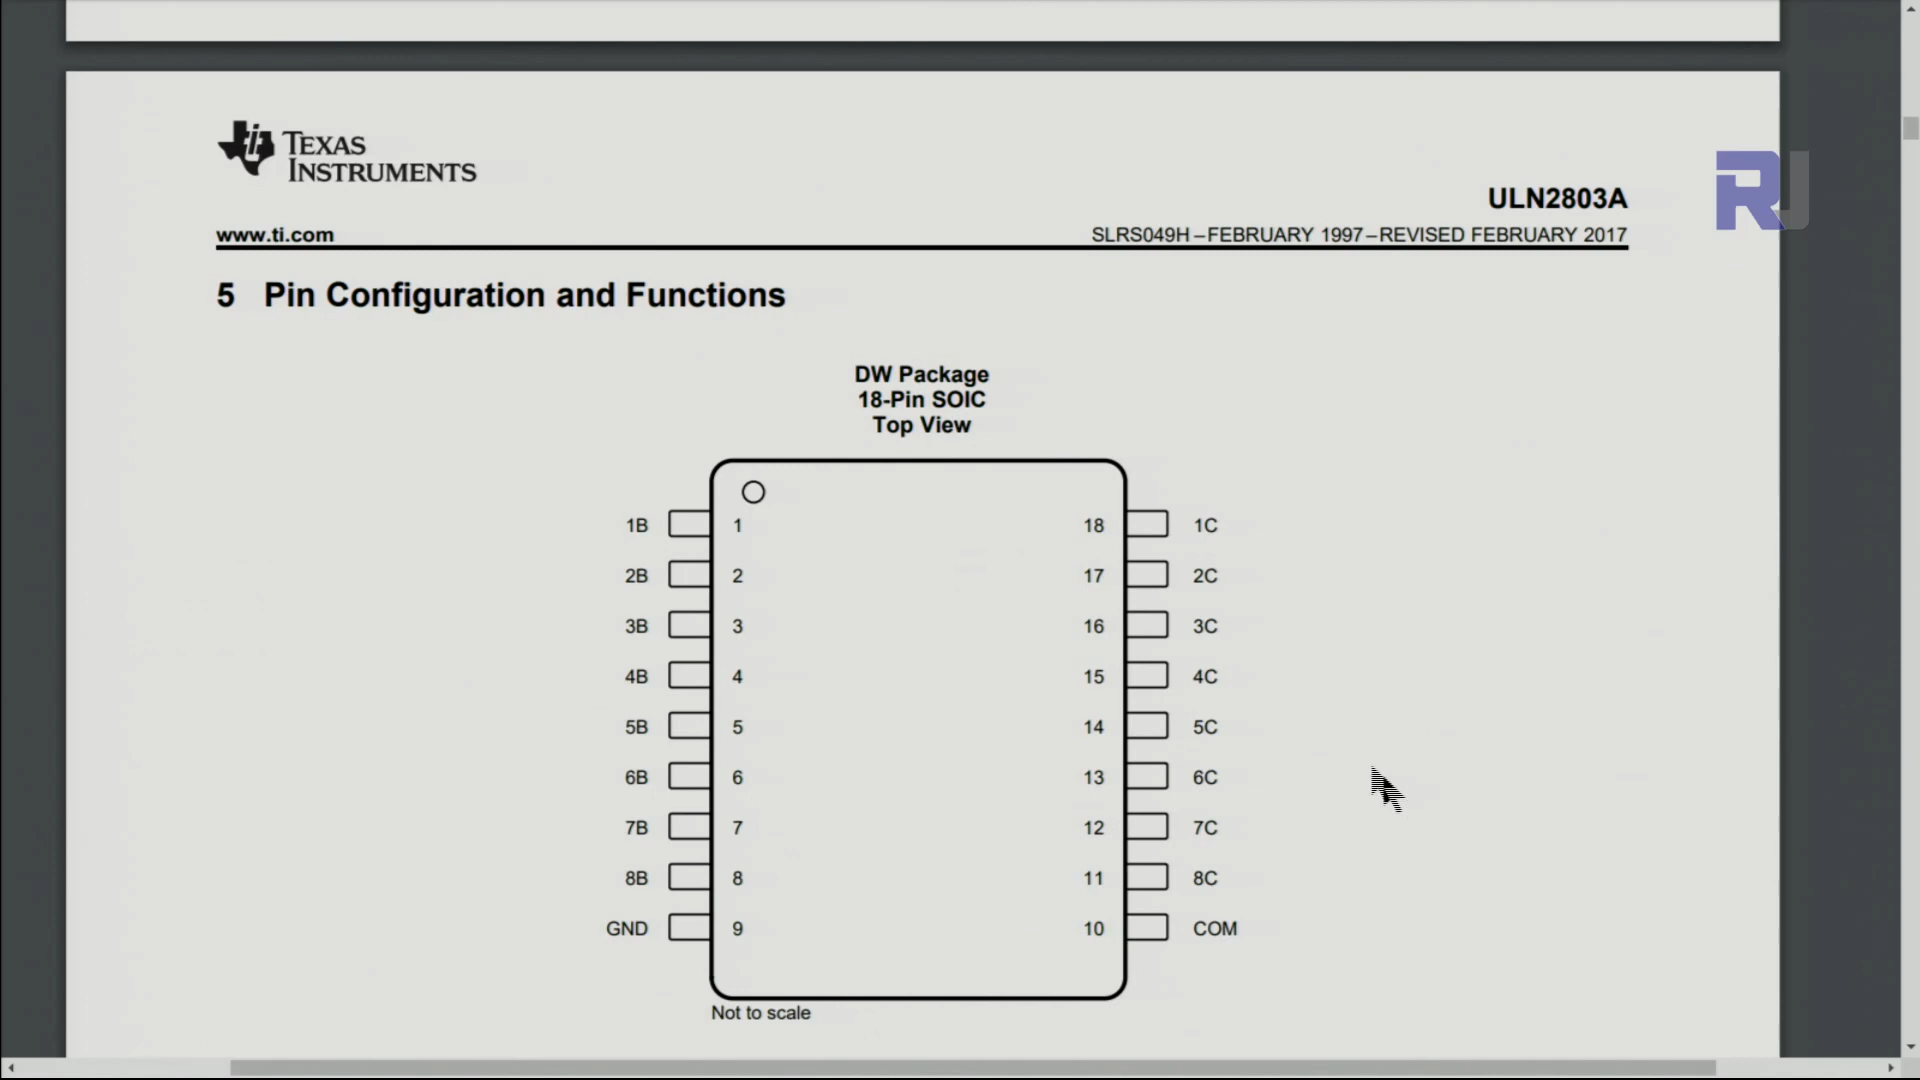 TEXAS
INSTRUMENTS
RJ
ULN2803A
www.ti.com SLRS049H – FEBRUARY 1997 – REVISED FEBRUARY 2017
5 Pin Configuration and Functions
DW Package
18-Pin SOIC
Top View
1B 1 18 1C
2B 2 17 2C
3B 3 16 3C
4B 4 15 4C
5B 5 14 5C
6B 6 13 6C
7B 7 12 7C
8B 8 11 8C
GND 9 10 COM
Not to scale